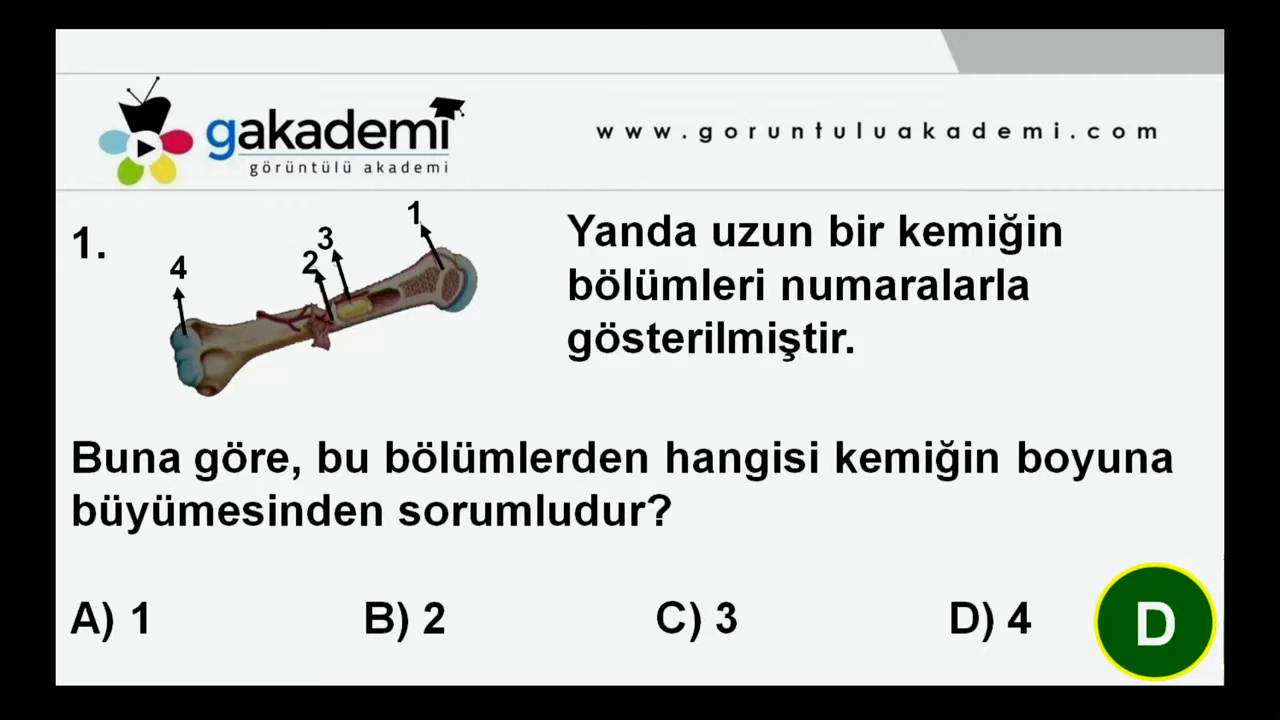 gakademi
görüntülü akademi
www.goruntuluakademi.com
1.
4
2
3
1
Yanda uzun bir kemiğin
bölümleri numaralarla
gösterilmiştir.
Buna göre, bu bölümlerden hangisi kemiğin boyuna
büyümesinden sorumludur?
A) 1 B) 2 C) 3 D) 4
D